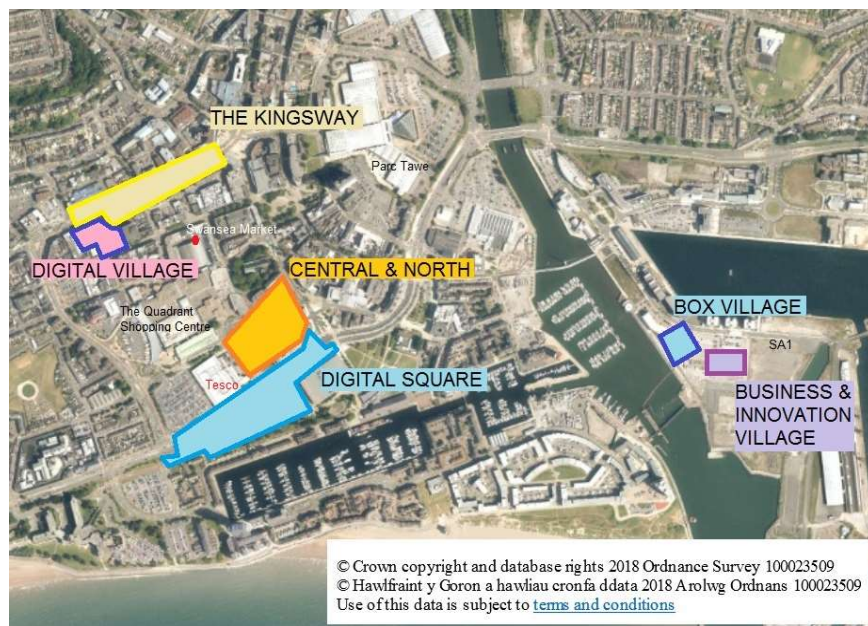 THE KINGSWAY
Parc Tawe
Swansea Market
DIGITAL VILLAGE
CENTRAL & NORTH
The Quadrant
Shopping Centre
BOX VILLAGE
SA1
Tesco
DIGITAL SQUARE
BUSINESS &
INNOVATION
VILLAGE
© Crown copyright and database rights 2018 Ordnance Survey 100023509
© Hawlfraint y Goron a hawliau cronfa ddata 2018 Arolwg Ordnans 100023509
Use of this data is subject to terms and conditions